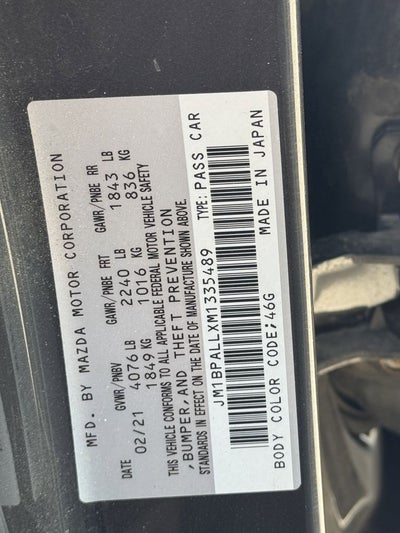 MFD. BY MAZDA MOTOR CORPORATION
GVWR/PNBV GAWR/PNBE FRT GAWR/PNBE RR
DATE 4076 LB 2240 LB 1843 LB
02/21 1849 KG 1016 KG 836 KG
THIS VEHICLE CONFORMS TO ALL APPLICABLE FEDERAL MOTOR VEHICLE SAFETY
,BUMPER,AND THEFT PREVENTION
STANDARDS IN EFFECT ON THE DATE OF MANUFACTURE SHOWN ABOVE.
JM1BPALLXM1335489 TYPE: PASS CAR
BODY COLOR CODE;46G MADE IN JAPAN